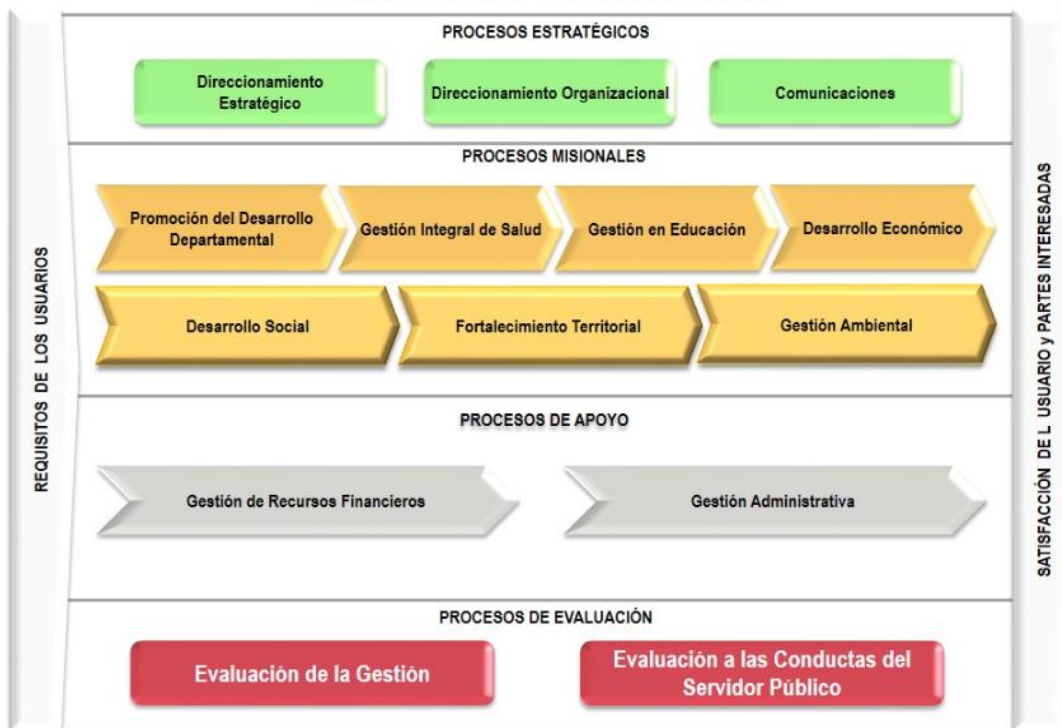 PROCESOS ESTRATÉGICOS
Direccionamiento
Estratégico
Direccionamiento Organizacional
Comunicaciones
PROCESOS MISIONALES
Promoción del Desarrollo
Departamental
Gestión Integral de Salud
Gestión en Educación
Desarrollo Económico
Desarrollo Social
Fortalecimiento Territorial
Gestión Ambiental
PROCESOS DE APOYO
Gestión de Recursos Financieros
Gestión Administrativa
PROCESOS DE EVALUACIÓN
Evaluación de la Gestión
Evaluación a las Conductas del
Servidor Público
REQUISITOS DE LOS USUARIOS
SATISFACCIÓN DE L USUARIO y PARTES INTERESADAS